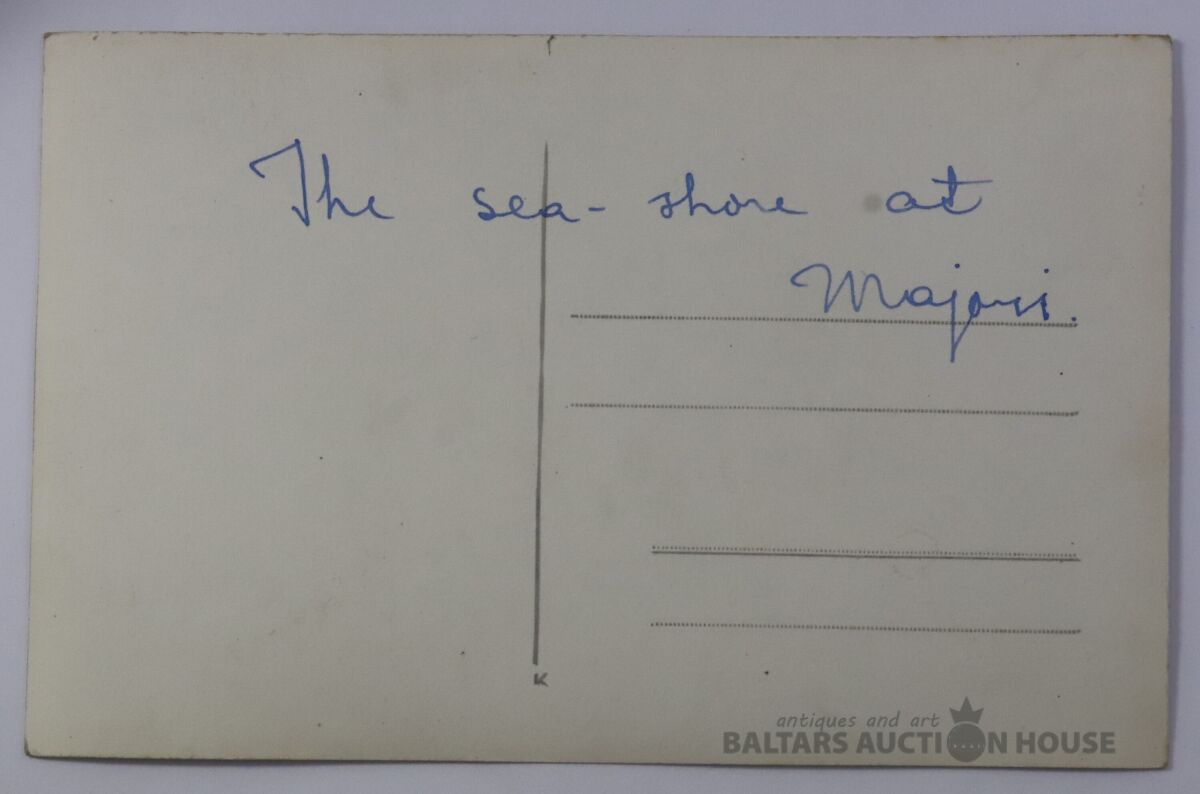 The sea-shore at
Majori.
K
antiques and art
BALTARS AUCTION HOUSE